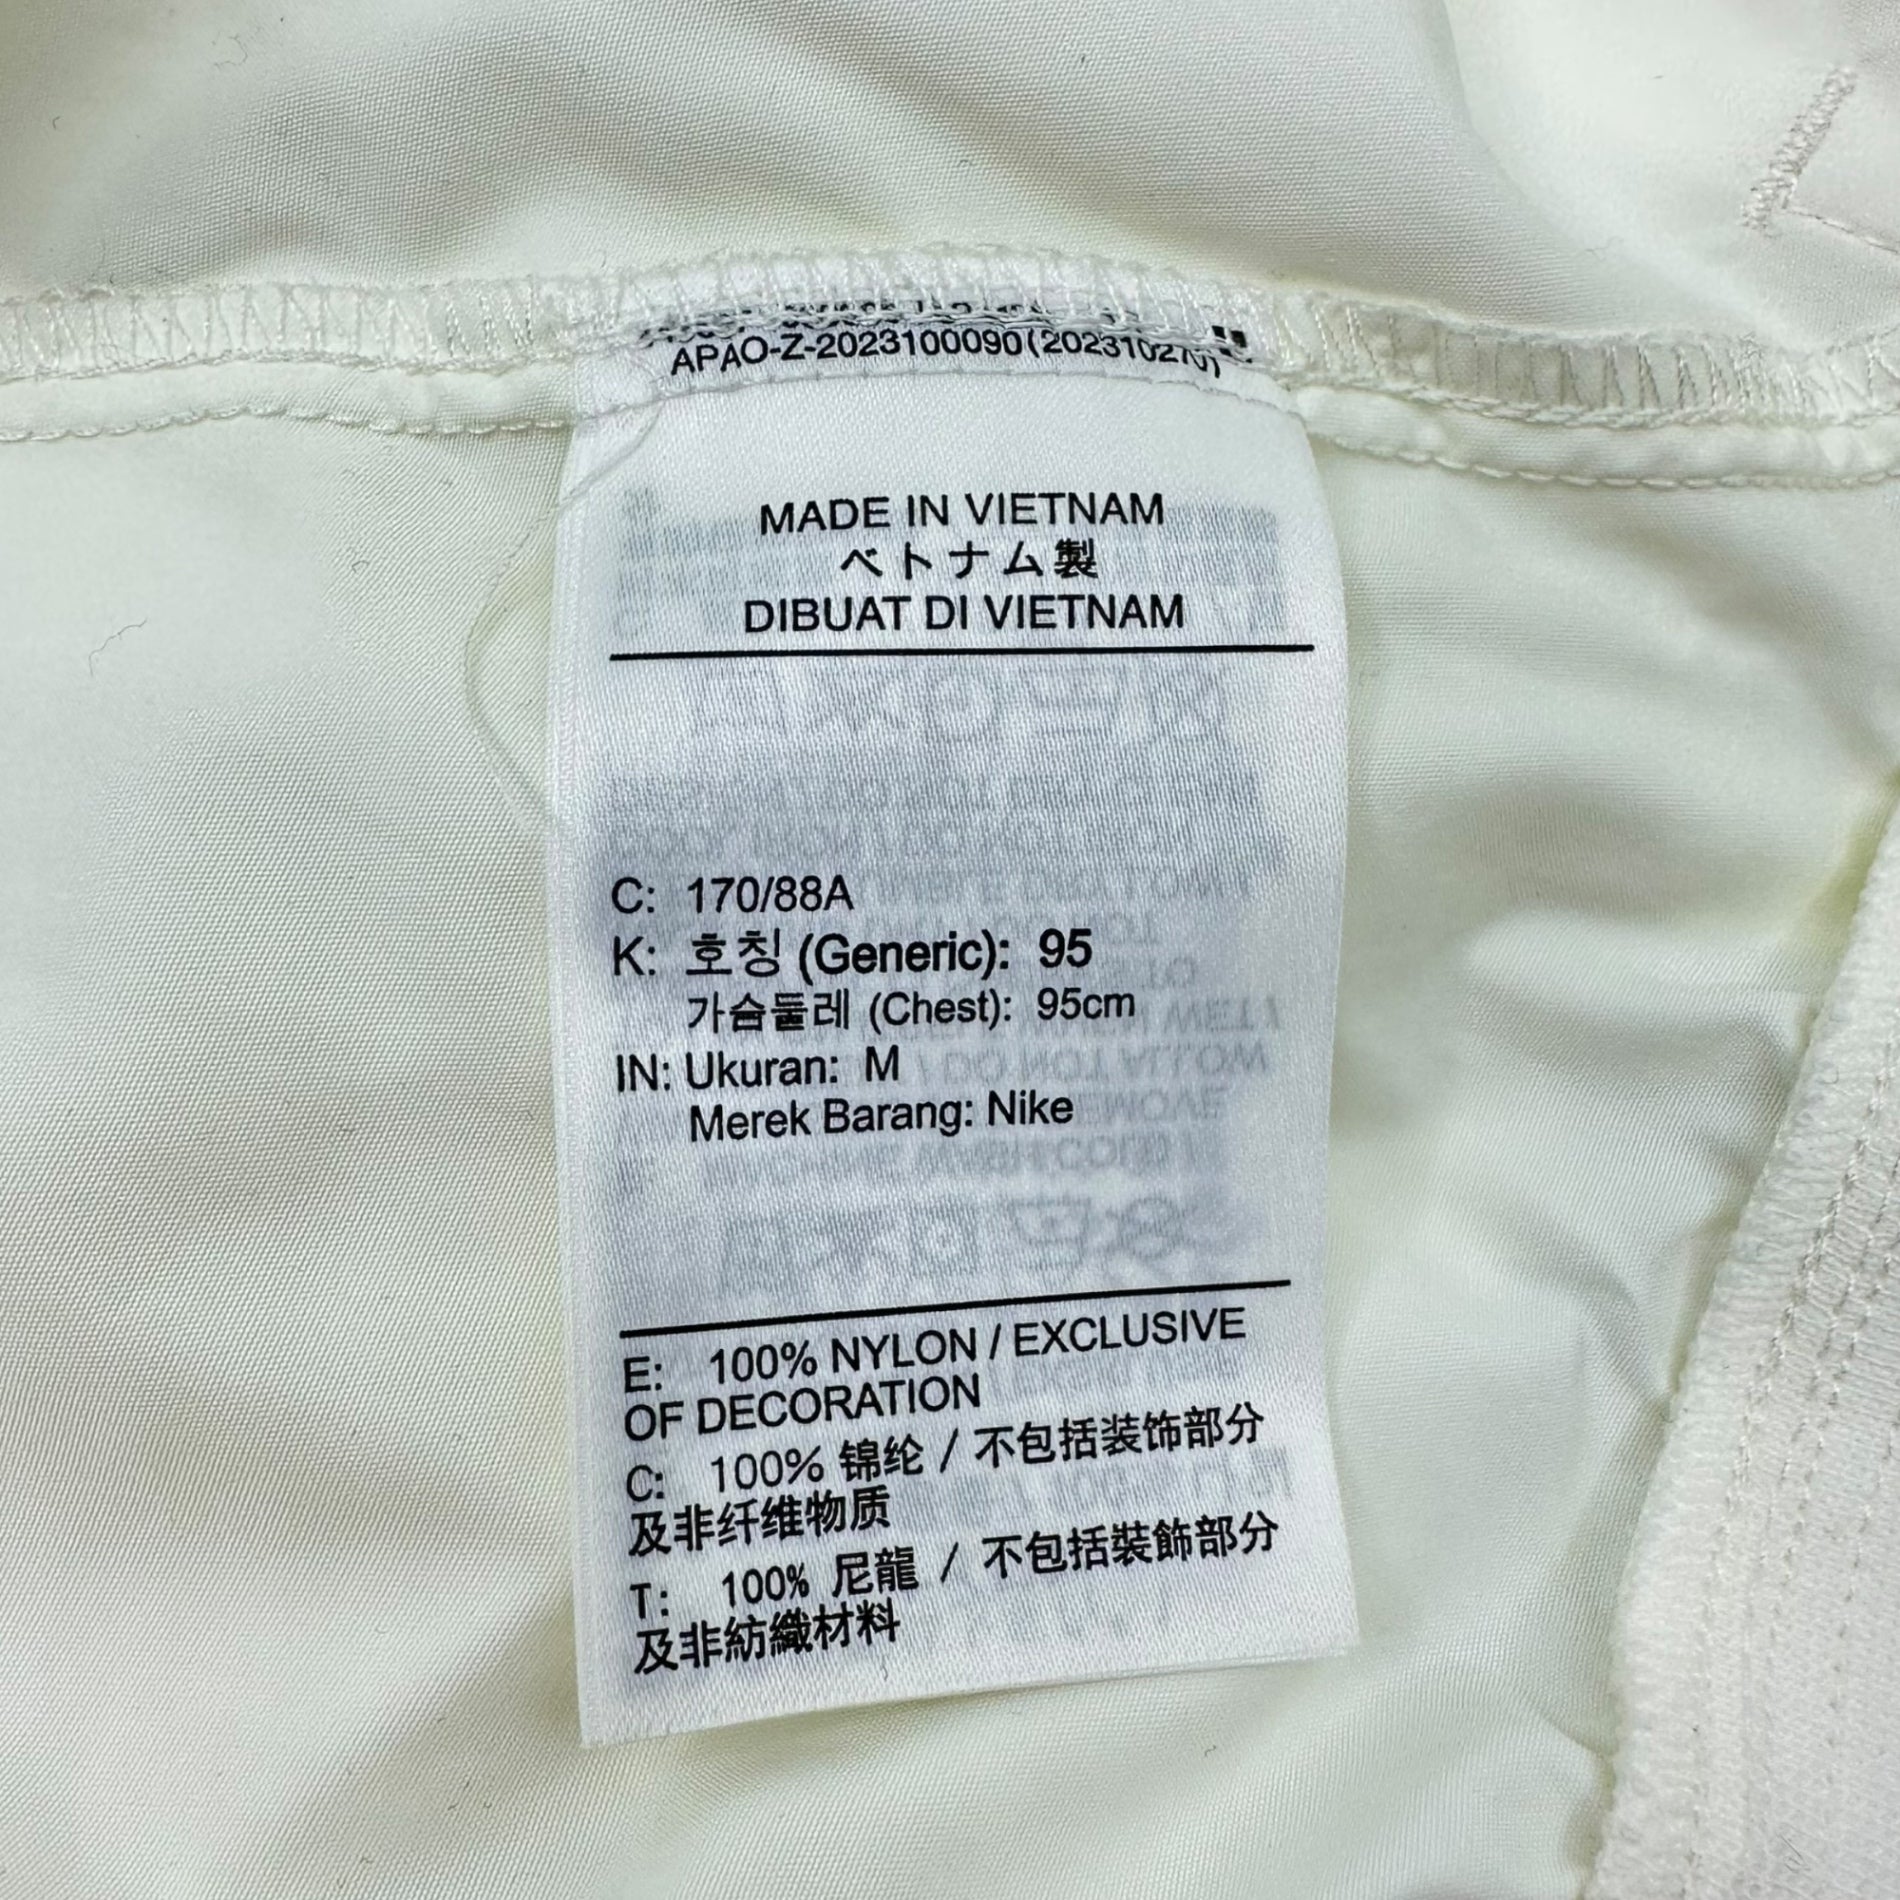 APAO-Z-2023100090(20231027
MADE IN VIETNAM
ベトナム製
DIBUAT DI VIETNAM
C: 170/88A
K: 호칭 (Generic): 95
가슴둘레 (Chest): 95cm
IN: Ukuran: M
Merek Barang: Nike
E: 100% NYLON / EXCLUSIVE
OF DECORATION
C: 100% 锦纶 / 不包括装饰部分
及非纤维物质
T: 100% 尼龍 / 不包括裝飾部分
及非紡織材料